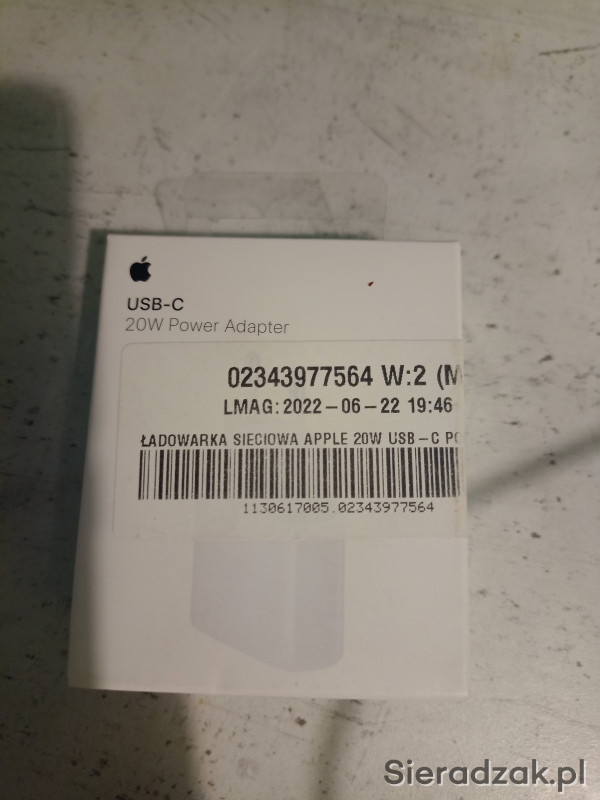 USB-C
20W Power Adapter
02343977564 W:2 (M
LMAG:2022-06-22 19:46
ŁADOWARKA SIECIOWA APPLE 20W USB-C PO
1130617005.02343977564
Sieradzak.pl